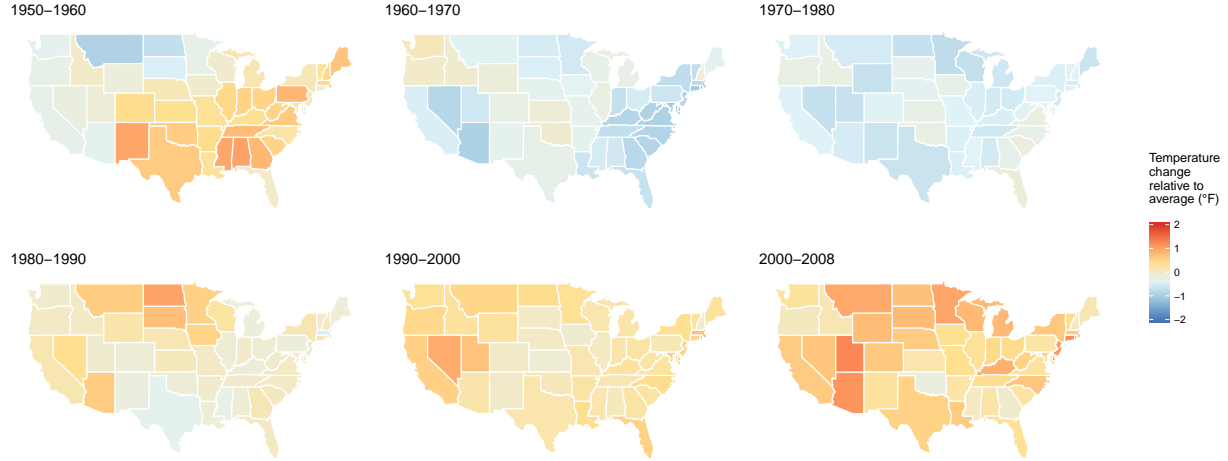 1950–1960
1960–1970
1970–1980
Temperature
change
relative to
average (°F)
2
1
0
−1
−2
1980–1990
1990–2000
2000–2008